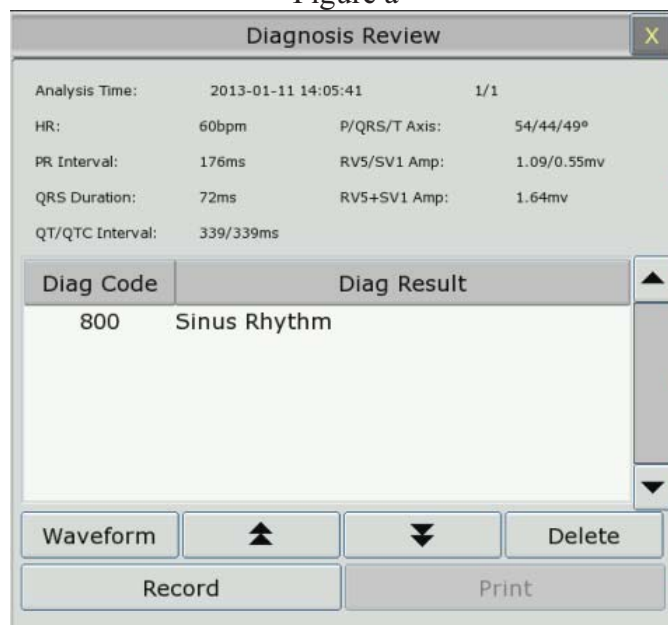 Figure a
Diagnosis Review X
Analysis Time: 2013-01-11 14:05:41 1/1
HR: 60bpm P/QRS/T Axis: 54/44/49º
PR Interval: 176ms RV5/SV1 Amp: 1.09/0.55mv
QRS Duration: 72ms RV5+SV1 Amp: 1.64mv
QT/QTC Interval: 339/339ms
Diag Code Diag Result
800 Sinus Rhythm
Waveform Delete
Record Print